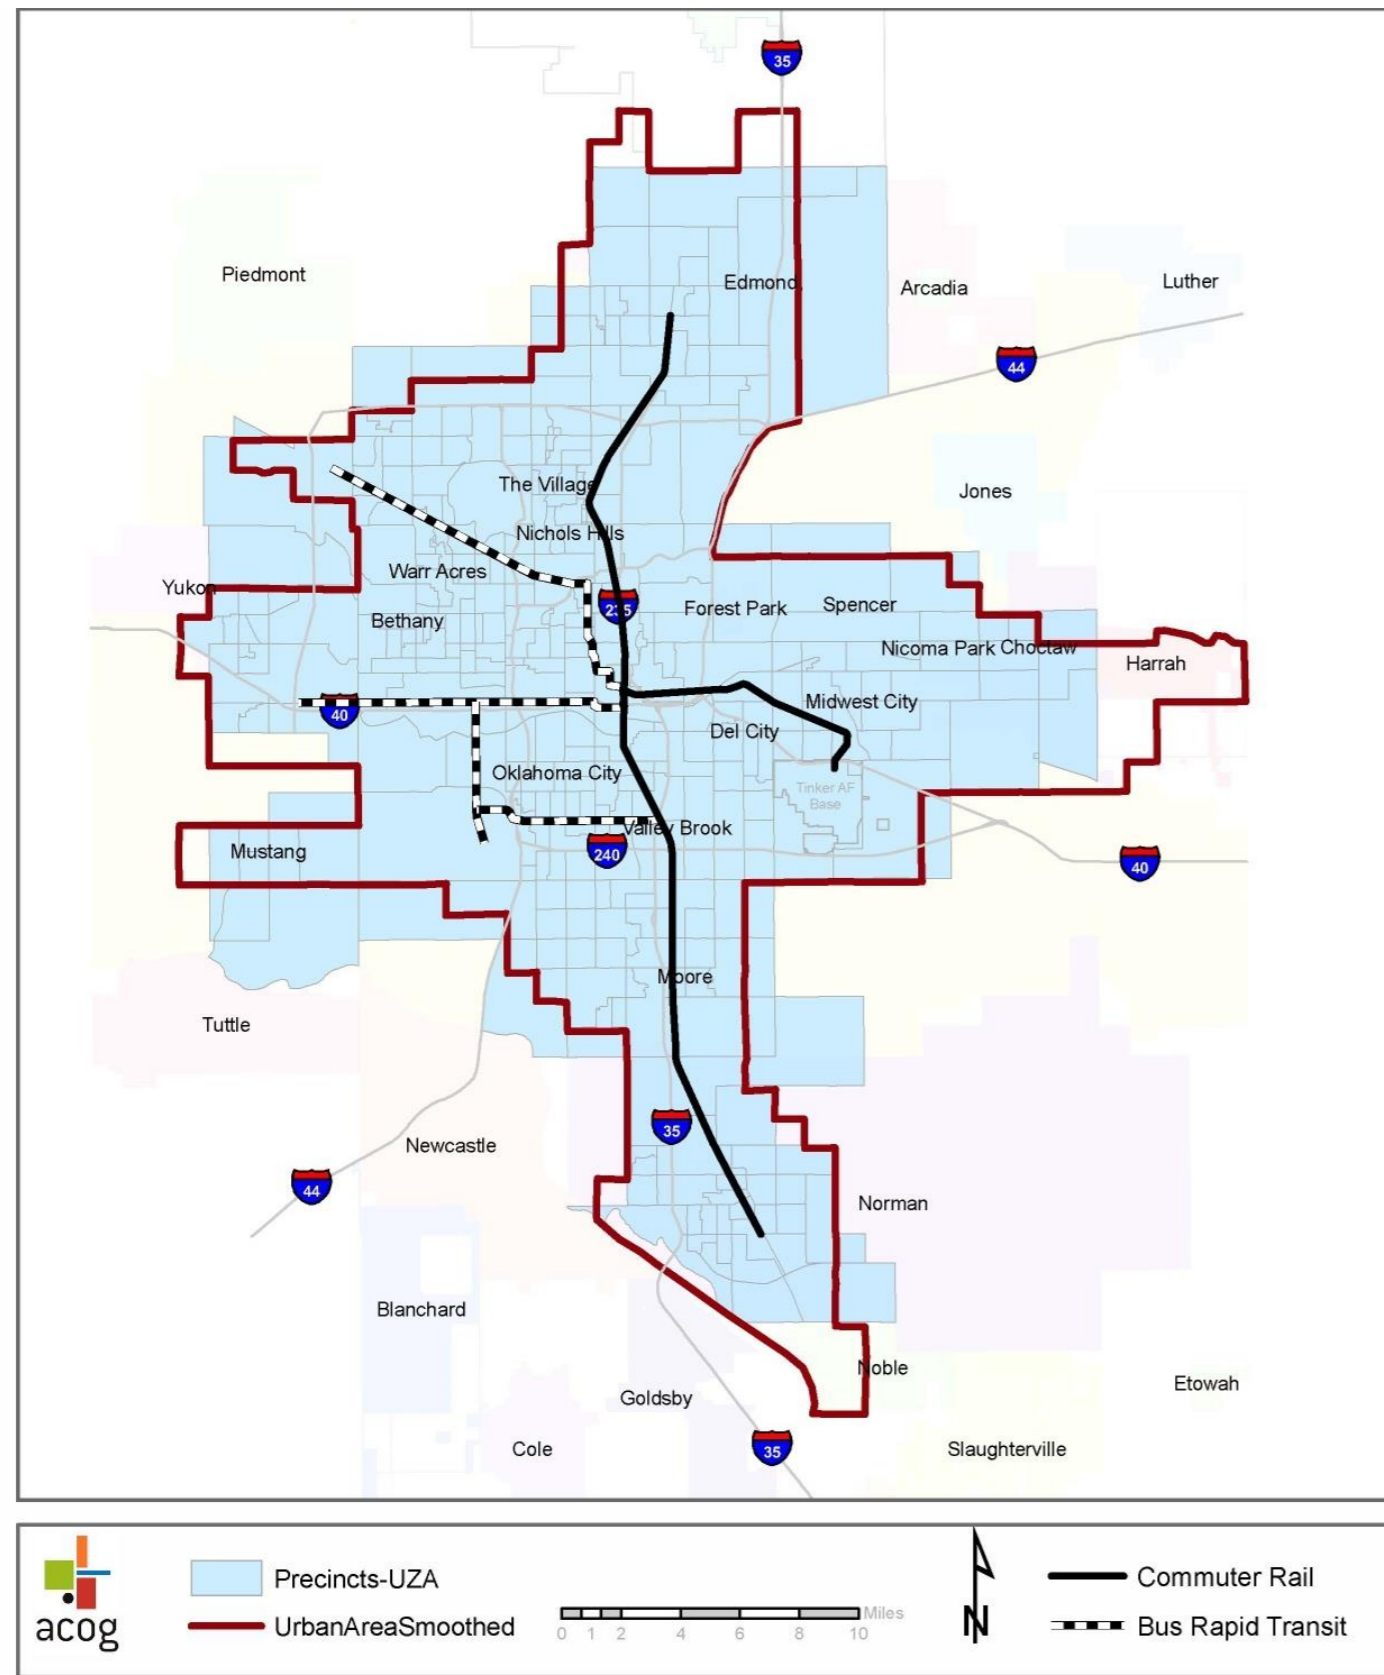 35
Piedmont
Edmond
Arcadia
Luther
44
The Village
Jones
Nichols Hills
Warr Acres
Yukon
235
Forest Park
Spencer
Bethany
Nicoma Park
Choctaw
Harrah
40
Midwest City
Del City
Oklahoma City
Tinker AF
Base
Valley Brook
240
Mustang
40
Moore
Tuttle
35
Newcastle
44
Norman
Blanchard
Noble
Goldsby
Etowah
Cole
35
Slaughterville
acog
Precincts-UZA
UrbanAreaSmoothed
Miles
0 1 2 4 6 8 10
N
Commuter Rail
Bus Rapid Transit